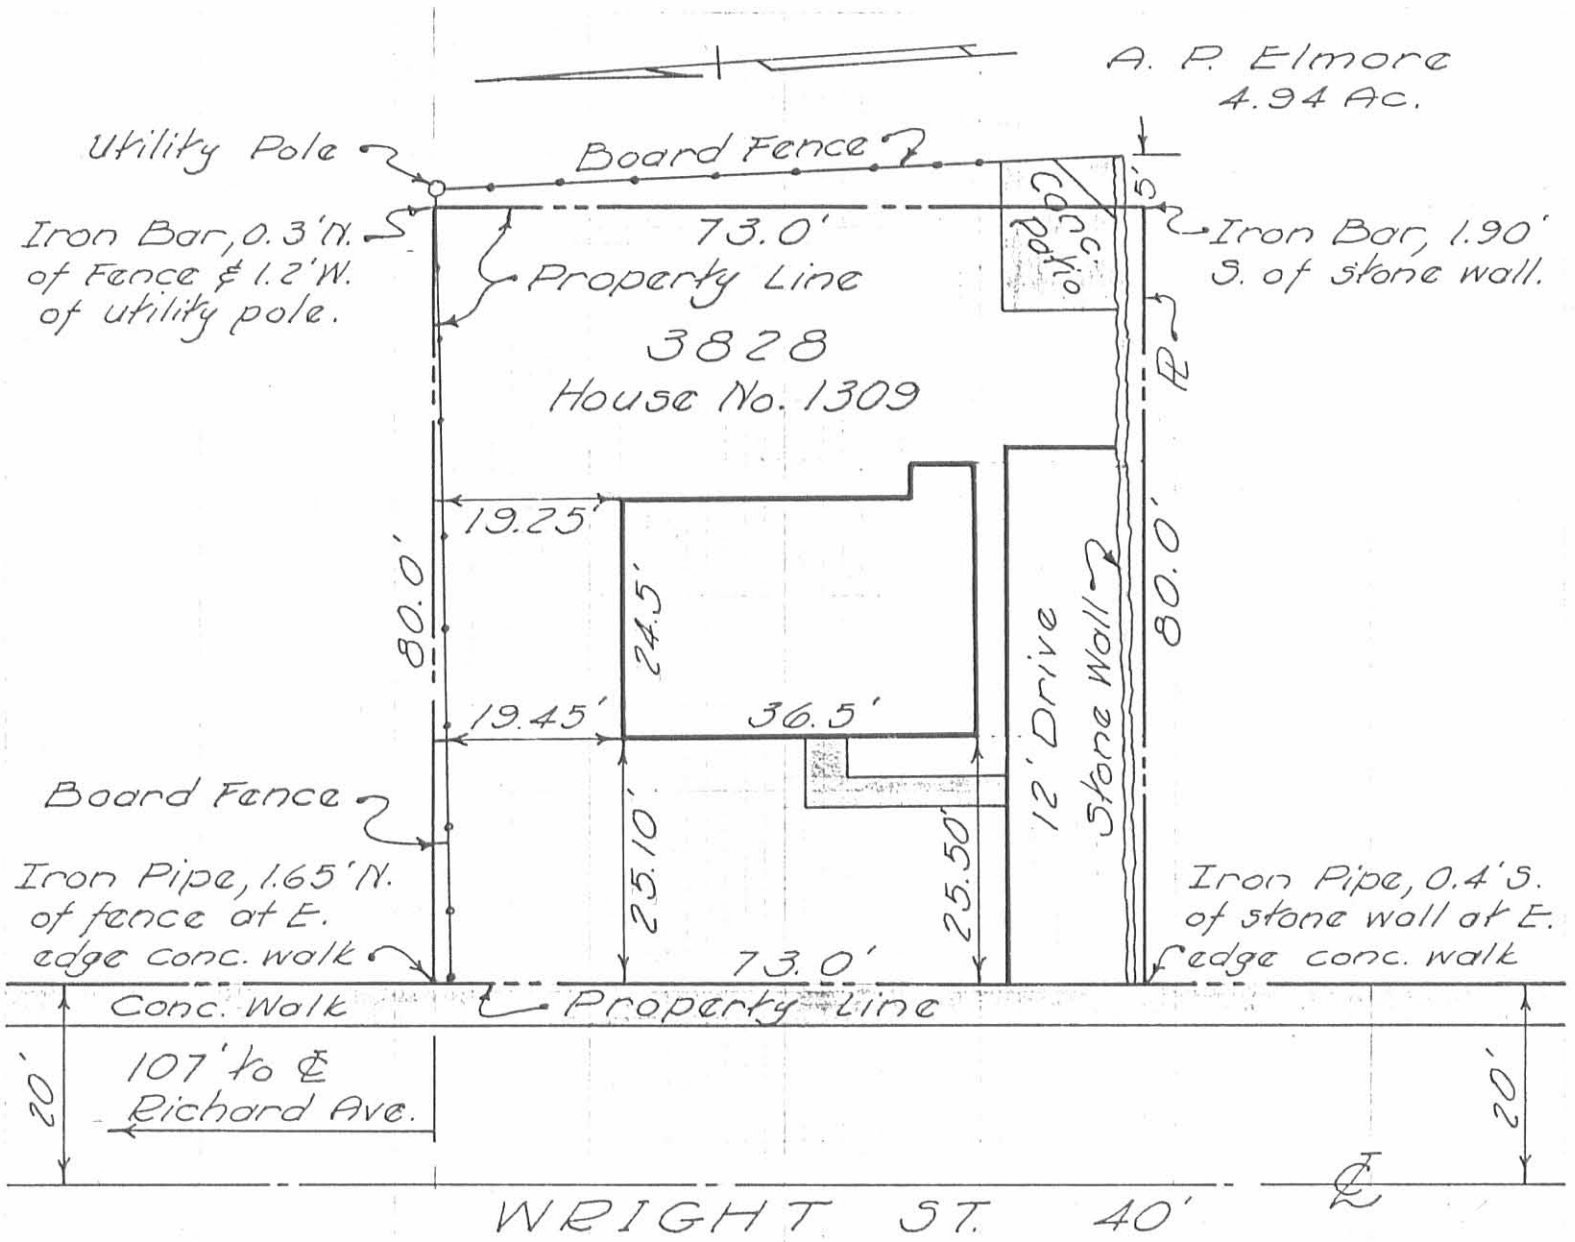 A. P. Elmore
4.94 Ac.
Utility Pole
Board Fence
5'
Iron Bar, 0.3' N.
of Fence & 1.2' W.
of utility pole.
73.0'
Conc.
Patio
Iron Bar, 1.90'
S. of stone wall.
Property Line
3828
House No. 1309
PL
19.25'
80.0'
24.5'
80.0'
19.45'
36.5'
12' Drive
Stone Wall
Board Fence
25.10'
25.50'
Iron Pipe, 1.65' N.
of fence at E.
edge conc. walk
Iron Pipe, 0.4' S.
of stone wall at E.
edge conc. walk
73.0'
Conc. Walk
Property Line
20'
107' to ℄
Richard Ave.
20'
℄
WRIGHT ST. 40'